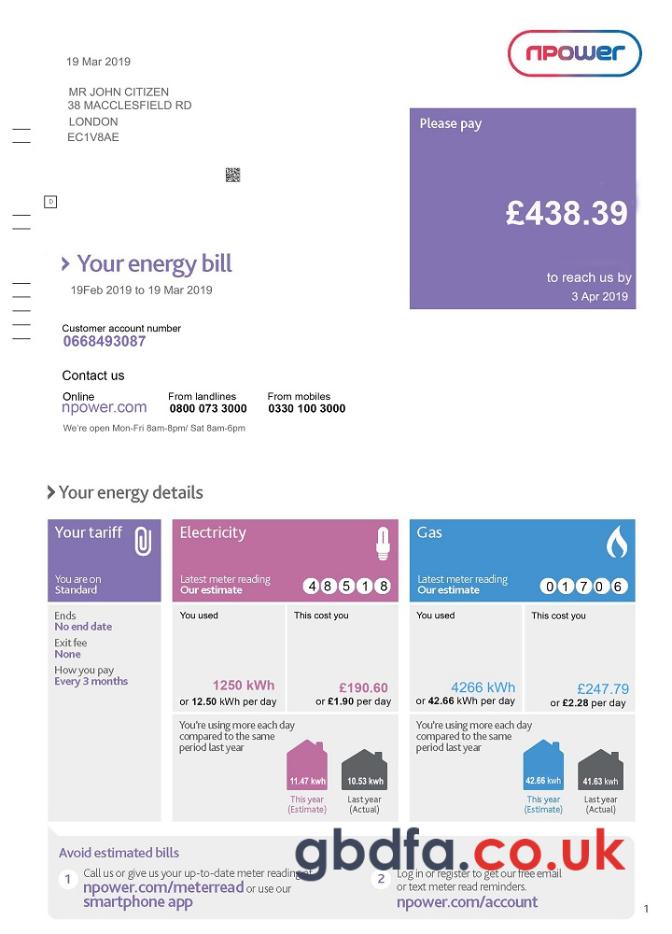 npower
19 Mar 2019
MR JOHN CITIZEN
38 MACCLESFIELD RD
LONDON
EC1V8AE
Please pay
£438.39
to reach us by
3 Apr 2019
D
> Your energy bill
19Feb 2019 to 19 Mar 2019
Customer account number
0668493087
Contact us
Online
npower.com
From landlines
0800 073 3000
From mobiles
0330 100 3000
We're open Mon-Fri 8am-8pm/ Sat 8am-6pm
> Your energy details
Your tariff
You are on
Standard
Ends
No end date
Exit fee
None
How you pay
Every 3 months
Electricity
Latest meter reading
Our estimate
4 8 5 1 8
You used
1250 kWh
or 12.50 kWh per day
This cost you
£190.60
or £1.90 per day
You're using more each day
compared to the same
period last year
11.47 kwh
This year
(Estimate)
10.53 kwh
Last year
(Actual)
Gas
Latest meter reading
Our estimate
0 1 7 0 6
You used
4266 kWh
or 42.66 kWh per day
This cost you
£247.79
or £2.28 per day
You're using more each day
compared to the same
period last year
42.66 kwh
This year
(Estimate)
41.63 kwh
Last year
(Actual)
Avoid estimated bills
1 Call us or give us your up-to-date meter reading at
npower.com/meterread or use our
smartphone app
2 Log in or register to get our free email
or text meter read reminders.
npower.com/account
gbdfa.co.uk
1